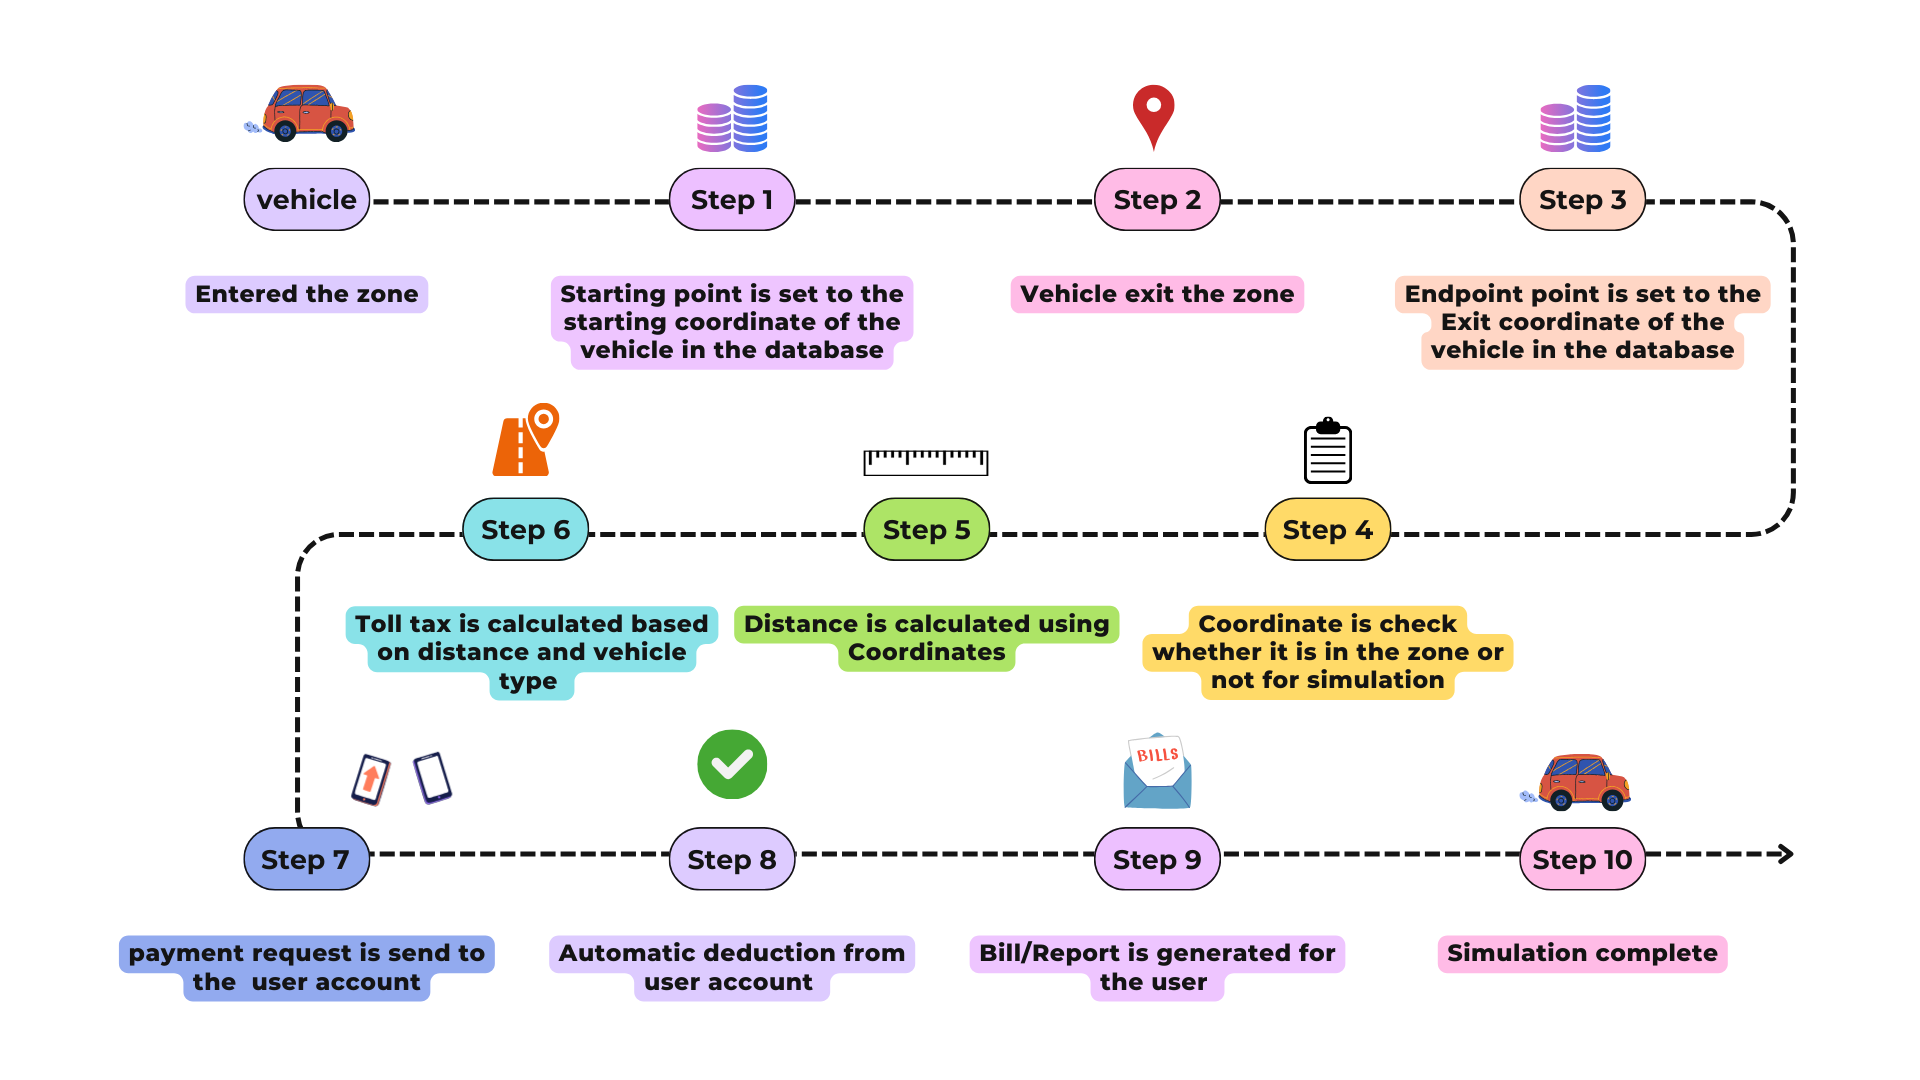 vehicle
Entered the zone
Step 1
Starting point is set to the
starting coordinate of the
vehicle in the database
Step 2
Vehicle exit the zone
Step 3
Endpoint point is set to the
Exit coordinate of the
vehicle in the database
Step 4
Coordinate is check
whether it is in the zone or
not for simulation
Step 5
Distance is calculated using
Coordinates
Step 6
Toll tax is calculated based
on distance and vehicle
type
Step 7
payment request is send to
the user account
Step 8
Automatic deduction from
user account
BILLS
Step 9
Bill/Report is generated for
the user
Step 10
Simulation complete